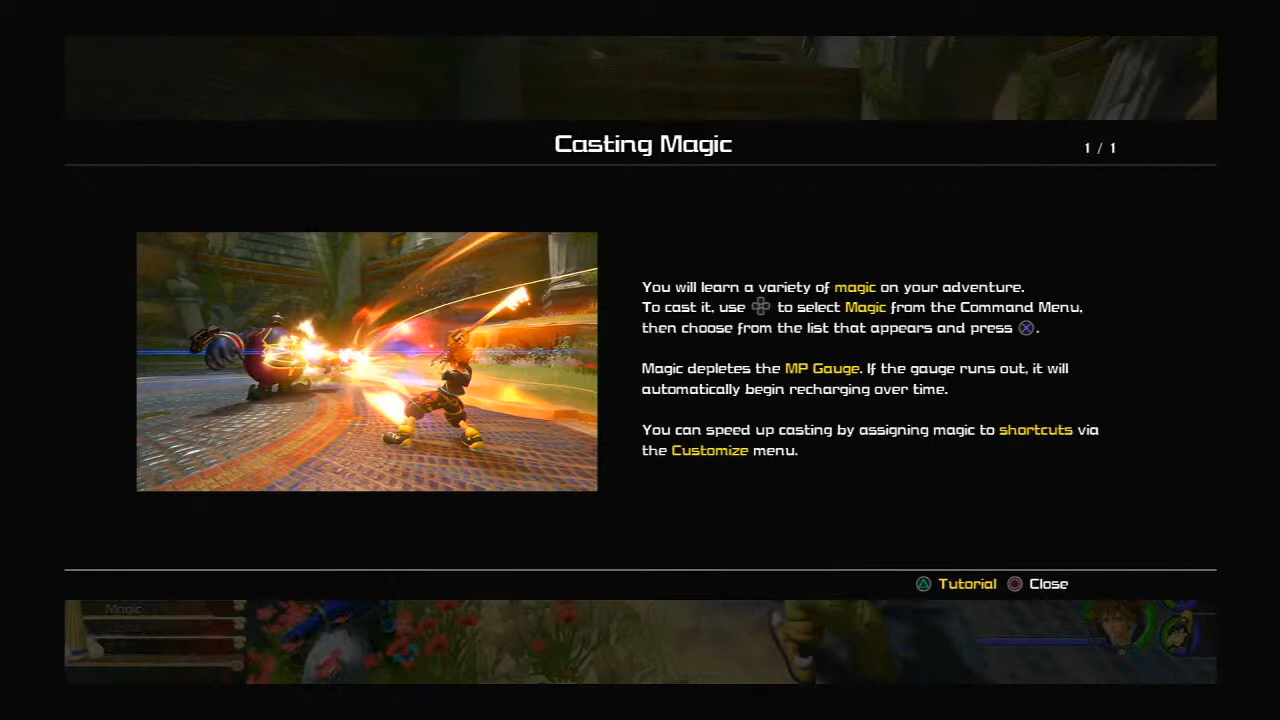 Casting Magic
1 / 1
You will learn a variety of magic on your adventure.
To cast it, use to select Magic from the Command Menu,
then choose from the list that appears and press .
Magic depletes the MP Gauge. If the gauge runs out, it will
automatically begin recharging over time.
You can speed up casting by assigning magic to shortcuts via
the Customize menu.
Tutorial Close
Magic